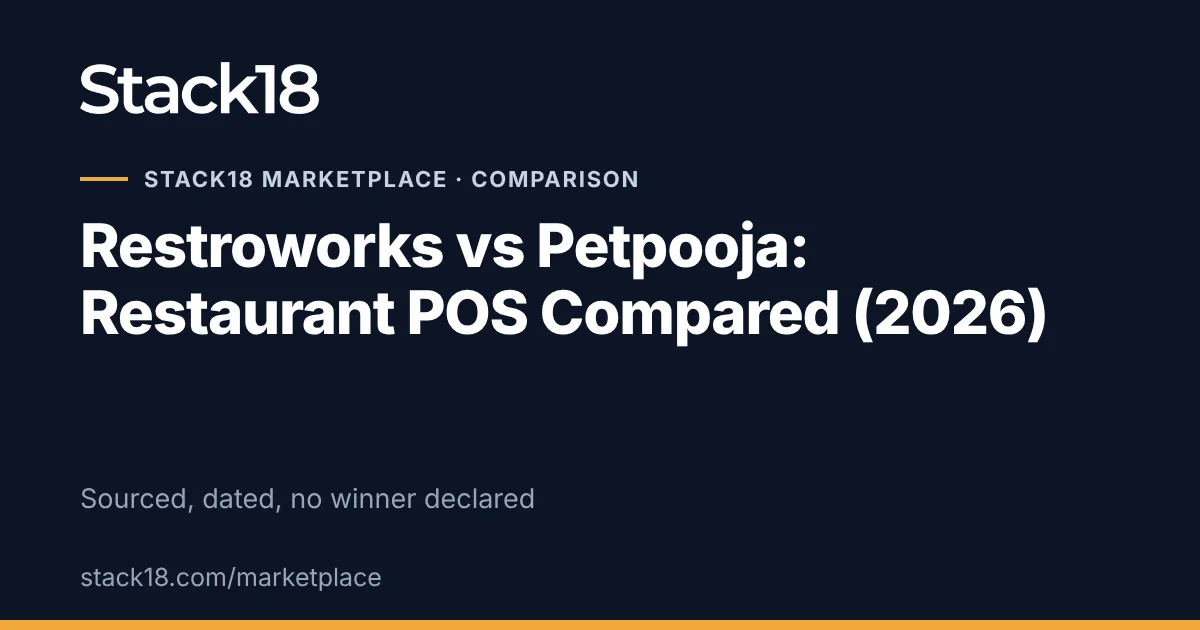 Stack18
STACK18 MARKETPLACE · COMPARISON
Restroworks vs Petpooja:
Restaurant POS Compared (2026)
Sourced, dated, no winner declared
stack18.com/marketplace